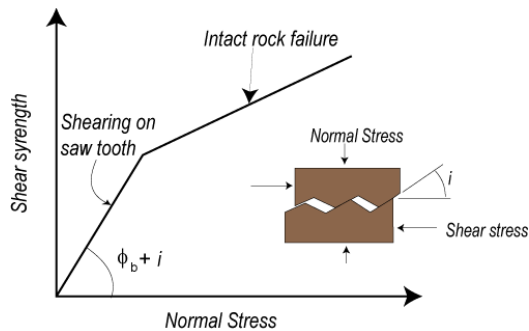 Intact rock failure
Shearing on
saw tooth
Shear syrength
ϕb + i
Normal Stress
Normal Stress
i
Shear stress